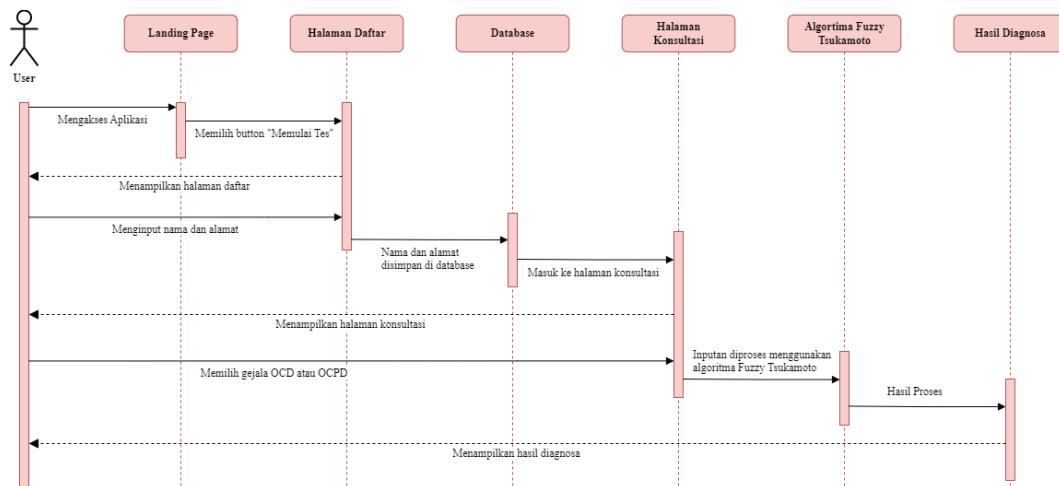 Landing Page
Halaman Daftar
Database
Halaman
Konsultasi
Algortima Fuzzy
Tsukamoto
Hasil Diagnosa
User
Mengakses Aplikasi
Memilih button "Memulai Tes"
Menampilkan halaman daftar
Menginput nama dan alamat
Nama dan alamat
disimpan di database
Masuk ke halaman konsultasi
Menampilkan halaman konsultasi
Memilih gejala OCD atau OCPD
Inputan diproses menggunakan
algoritma Fuzzy Tsukamoto
Hasil Proses
Menampilkan hasil diagnosa